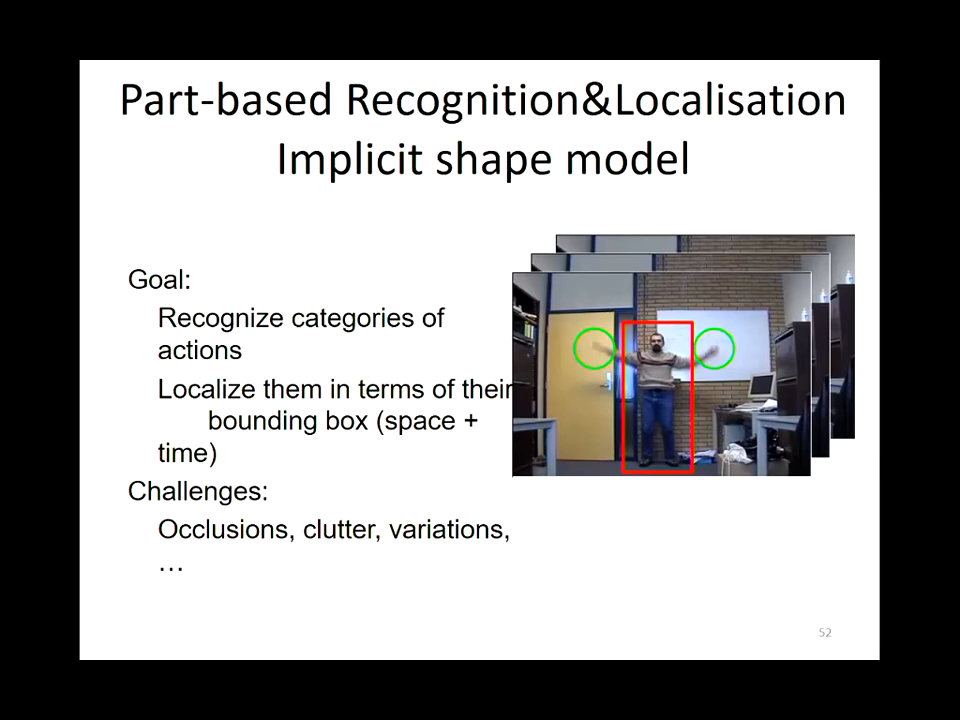 Part-based Recognition&Localisation
Implicit shape model
Goal:
Recognize categories of
actions
Localize them in terms of their
bounding box (space +
time)
Challenges:
Occlusions, clutter, variations,
…
52